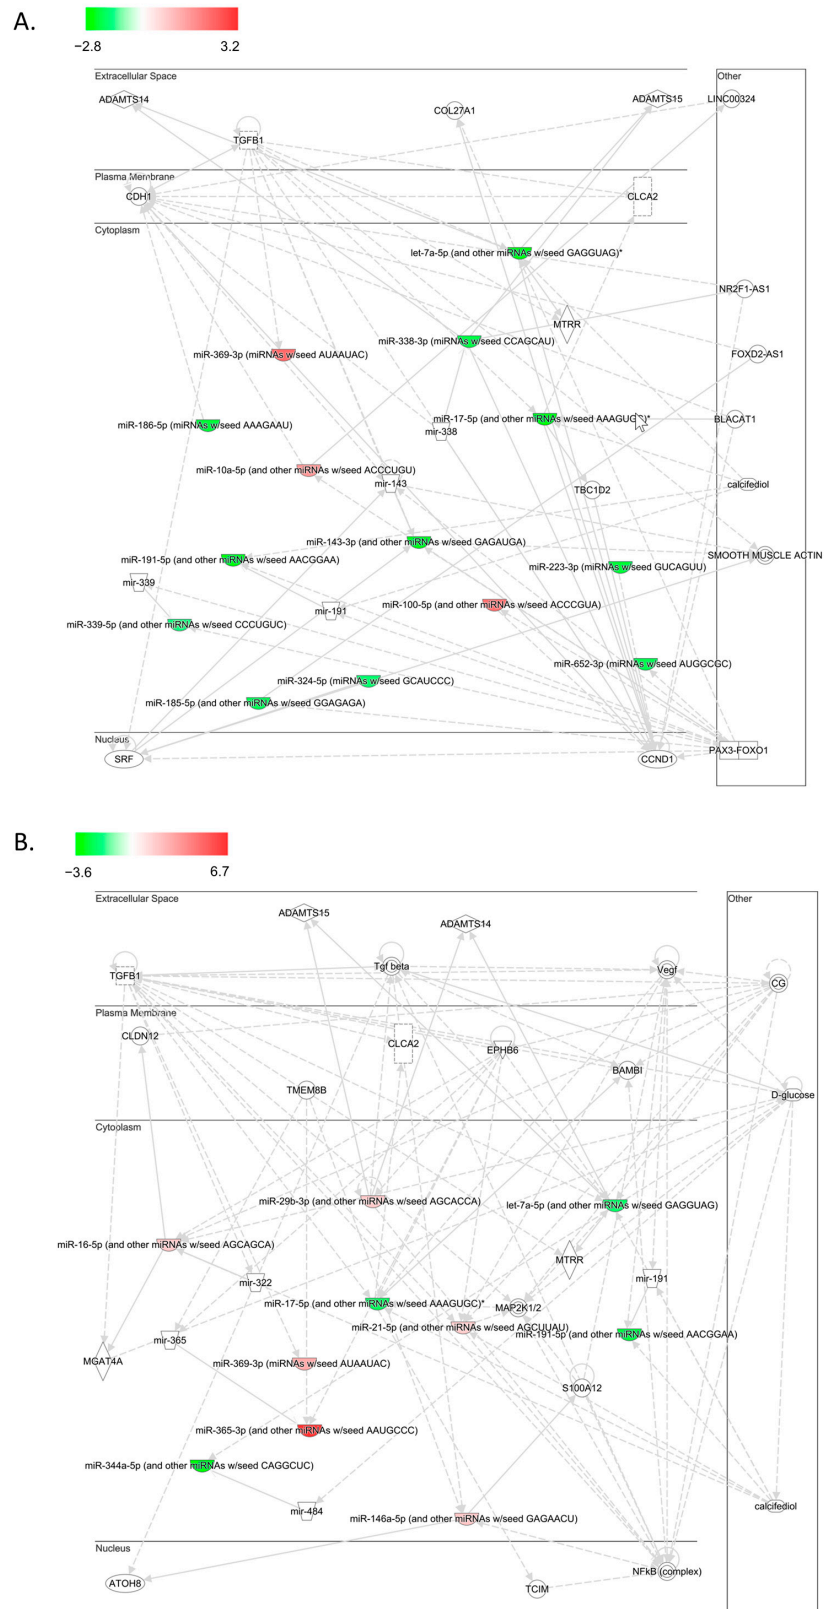 A.
−2.8 3.2
Extracellular Space Other
ADAMTS14 ADAMTS15 LINC00324
COL27A1
TGFB1
Plasma Membrane
CDH1 CLCA2
Cytoplasm
let-7a-5p (and other miRNAs w/seed GAGGUAG)*
NR2F1-AS1
MTRR
miR-338-3p (miRNAs w/seed CCAGCAU)
miR-369-3p (miRNAs w/seed AUAAUAC) FOXD2-AS1
miR-17-5p (and other miRNAs w/seed AAAGUGC)* BLACAT1
miR-186-5p (miRNAs w/seed AAAGAAU)
mir-338
miR-10a-5p (and other miRNAs w/seed ACCCUGU)
mir-143 calcifediol
TBC1D2
miR-143-3p (and other miRNAs w/seed GAGAUGA)
SMOOTH MUSCLE ACTIN
miR-191-5p (and other miRNAs w/seed AACGGAA)
miR-223-3p (miRNAs w/seed GUCAGUU)
mir-339
miR-100-5p (and other miRNAs w/seed ACCCGUA)
mir-191
miR-339-5p (and other miRNAs w/seed CCCUGUC)
miR-652-3p (miRNAs w/seed AUGGCGC)
miR-324-5p (miRNAs w/seed GCAUCCC)
miR-185-5p (and other miRNAs w/seed GGAGAGA)
Nucleus
PAX3-FOXO1
SRF CCND1
B.
−3.6 6.7
Extracellular Space Other
ADAMTS15
ADAMTS14
Tgf beta
Vegf
TGFB1
CG
Plasma Membrane
CLDN12
CLCA2
EPHB6
BAMBI
TMEM8B
D-glucose
Cytoplasm
miR-29b-3p (and other miRNAs w/seed AGCACCA)
let-7a-5p (and other miRNAs w/seed GAGGUAG)
miR-16-5p (and other miRNAs w/seed AGCAGCA)
MTRR
mir-322 mir-191
miR-17-5p (and other miRNAs w/seed AAAGUGC)*
MAP2K1/2
miR-21-5p (and other miRNAs w/seed AGCUUAU)
miR-191-5p (and other miRNAs w/seed AACGGAA)
mir-365
MGAT4A
miR-369-3p (miRNAs w/seed AUAAUAC)
S100A12
miR-365-3p (and other miRNAs w/seed AAUGCCC)
miR-344a-5p (and other miRNAs w/seed CAGGCUC)
calcifediol
mir-484
miR-146a-5p (and other miRNAs w/seed GAGAACU)
Nucleus
NFkB (complex)
ATOH8
TCIM